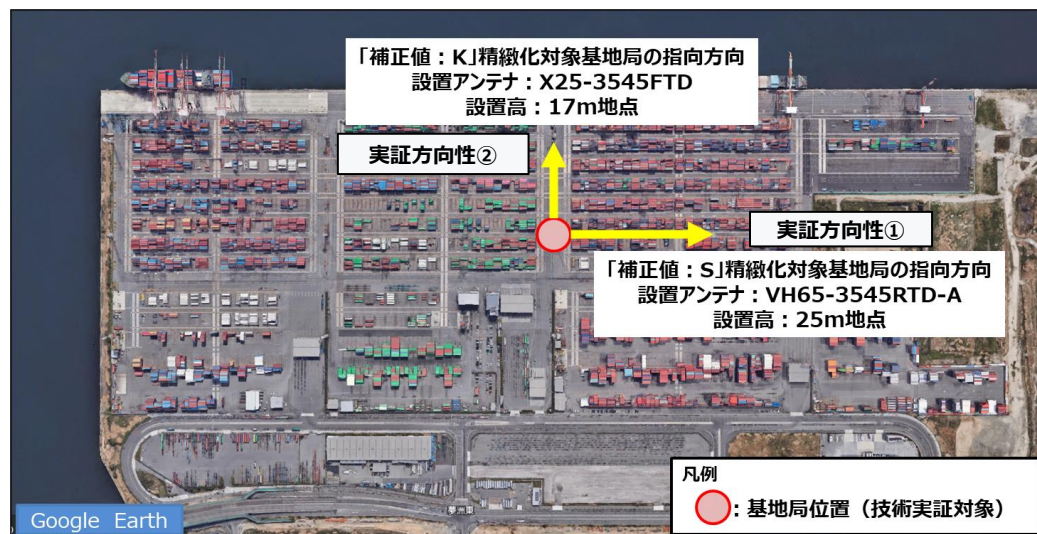 「補正値：K」精緻化対象基地局の指向方向
設置アンテナ：X25-3545FTD
設置高：17m地点
実証方向性②
実証方向性①
「補正値：S」精緻化対象基地局の指向方向
設置アンテナ：VH65-3545RTD-A
設置高：25m地点
凡例
：基地局位置（技術実証対象）
夢洲東
Google Earth